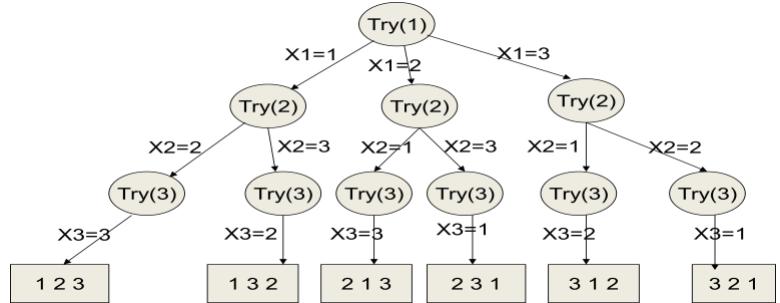 Try(1)
X1=1
X1=2
X1=3
Try(2)
Try(2)
Try(2)
X2=2
X2=3
X2=1
X2=3
X2=1
X2=2
Try(3)
Try(3)
Try(3)
Try(3)
Try(3)
Try(3)
X3=3
X3=2
X3=3
X3=1
X3=2
X3=1
1 2 3
1 3 2
2 1 3
2 3 1
3 1 2
3 2 1